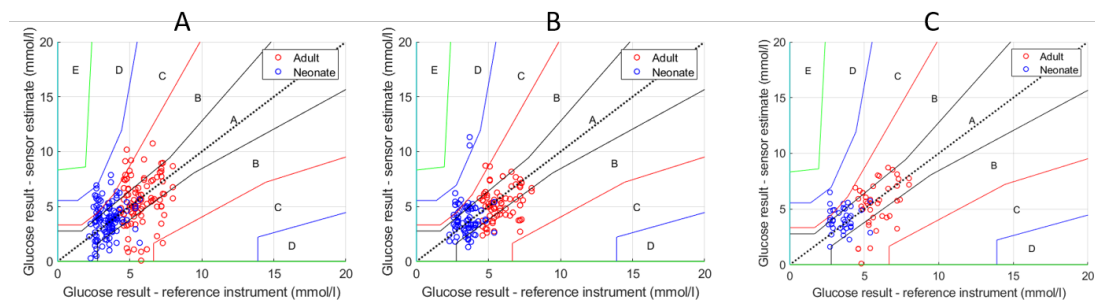 A
B
C
Glucose result - sensor estimate (mmol/l)
20
15
10
5
0
E
D
C
B
A
B
C
D
Adult
Neonate
0
5
10
15
20
Glucose result - reference instrument (mmol/l)
Glucose result - sensor estimate (mmol/l)
20
15
10
5
0
E
D
C
B
A
B
C
D
Adult
Neonate
0
5
10
15
20
Glucose result - reference instrument (mmol/l)
Glucose result - sensor estimate (mmol/l)
20
15
10
5
0
E
D
C
B
A
B
C
D
Adult
Neonate
0
5
10
15
20
Glucose result - reference instrument (mmol/l)